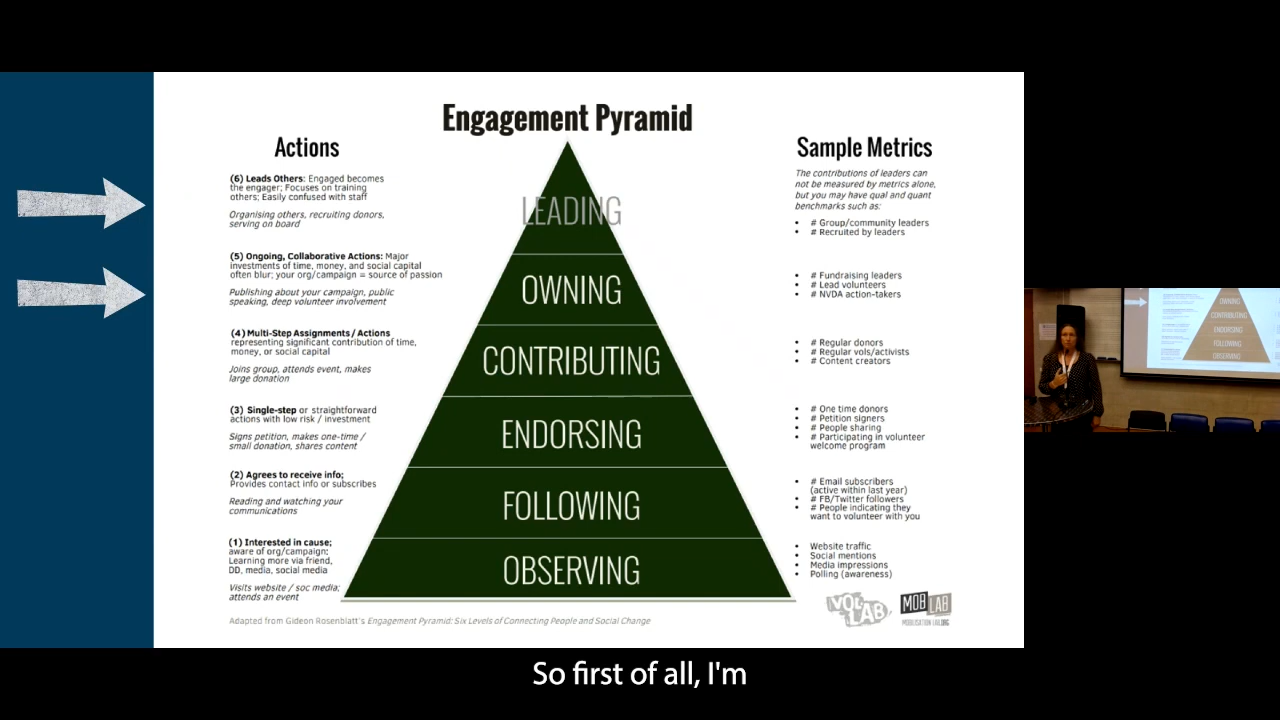 Engagement Pyramid
Actions
(6) Leads Others: Engaged becomes
the engager; Focuses on training
others; Easily confused with staff
Organising others, recruiting donors,
serving on board
(5) Ongoing, Collaborative Actions: Major
investments of time, money, and social capital
often blur; your org/campaign = source of passion
Publishing about your campaign, public
speaking, deep volunteer involvement
(4) Multi-Step Assignments / Actions
representing significant contribution of time,
money, or social capital
Joins group, attends event, makes
large donation
(3) Single-step or straightforward
actions with low risk / investment
Signs petition, makes one-time /
small donation, shares content
(2) Agrees to receive info;
Provides contact info or subscribes
Reading and watching your
communications
(1) Interested in cause;
aware of org/campaign;
Learning more via friend,
DD, media, social media
Visits website / soc media;
attends an event
LEADING
OWNING
CONTRIBUTING
ENDORSING
FOLLOWING
OBSERVING
Sample Metrics
The contributions of leaders can
not be measured by metrics alone,
but you may have qual and quant
benchmarks such as:
• # Group/community leaders
• # Recruited by leaders
• # Fundraising leaders
• # Lead volunteers
• # NVDA action-takers
• # Regular donors
• # Regular vols/activists
• # Content creators
• # One time donors
• # Petition signers
• # People sharing
• # Participating in volunteer
welcome program
• # Email subscribers
(active within last year)
• # FB/Twitter followers
• # People indicating they
want to volunteer with you
• Website traffic
• Social mentions
• Media impressions
• Polling (awareness)
Adapted from Gideon Rosenblatt's Engagement Pyramid: Six Levels of Connecting People and Social Change
VOL LAB
MOB LAB
MOBILISATION LAB.ORG
OWNING
CONTRIBUTING
ENDORSING
FOLLOWING
OBSERVING
So first of all, I'm